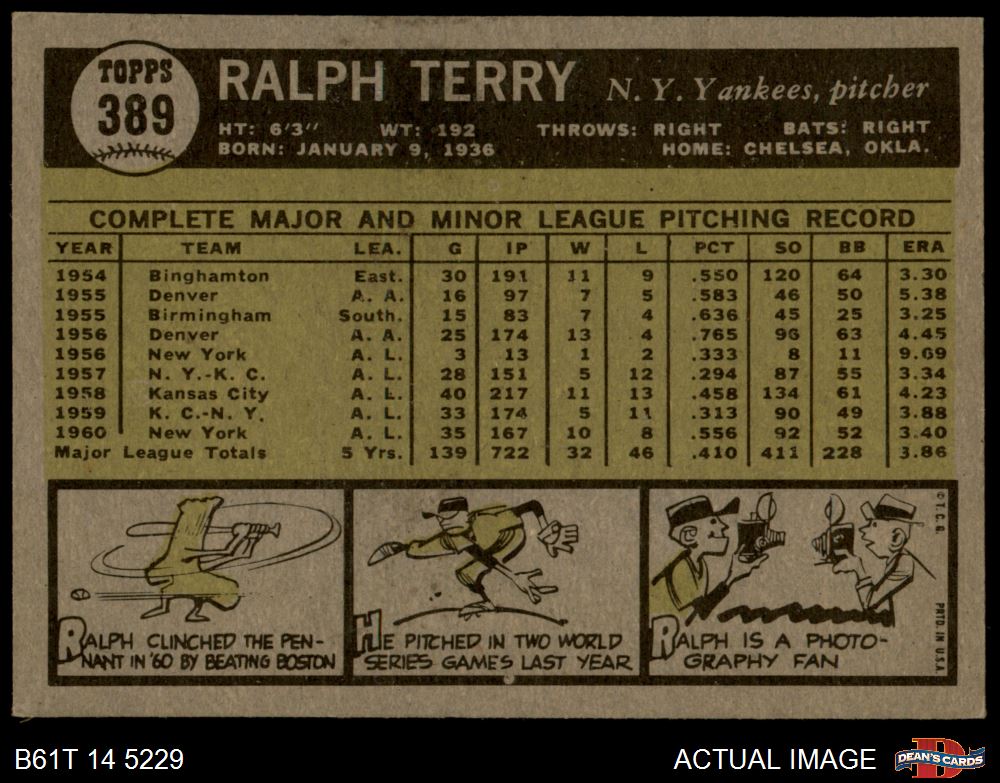 TOPPS
389
RALPH TERRY N. Y. Yankees, pitcher
HT: 6'3" WT: 192 THROWS: RIGHT BATS: RIGHT
BORN: JANUARY 9, 1936 HOME: CHELSEA, OKLA.
COMPLETE MAJOR AND MINOR LEAGUE PITCHING RECORD
YEAR TEAM LEA. G IP W L PCT SO BB ERA
1954 Binghamton East. 30 191 11 9 .550 120 64 3.30
1955 Denver A. A. 16 97 7 5 .583 46 50 5.38
1955 Birmingham South. 15 83 7 4 .636 45 25 3.25
1956 Denver A. A. 25 174 13 4 .765 96 63 4.45
1956 New York A. L. 3 13 1 2 .333 8 11 9.69
1957 N. Y.-K. C. A. L. 28 151 5 12 .294 87 55 3.34
1958 Kansas City A. L. 40 217 11 13 .458 134 61 4.23
1959 K. C.-N. Y. A. L. 33 174 5 11 .313 90 49 3.88
1960 New York A. L. 35 167 10 8 .556 92 52 3.40
Major League Totals 5 Yrs. 139 722 32 46 .410 411 228 3.86
RALPH CLINCHED THE PEN-
NANT IN '60 BY BEATING BOSTON
HE PITCHED IN TWO WORLD
SERIES GAMES LAST YEAR
RALPH IS A PHOTO-
GRAPHY FAN
© T. C. G. PRTD. IN U.S.A.
B61T 14 5229 ACTUAL IMAGE DEAN'S CARDS